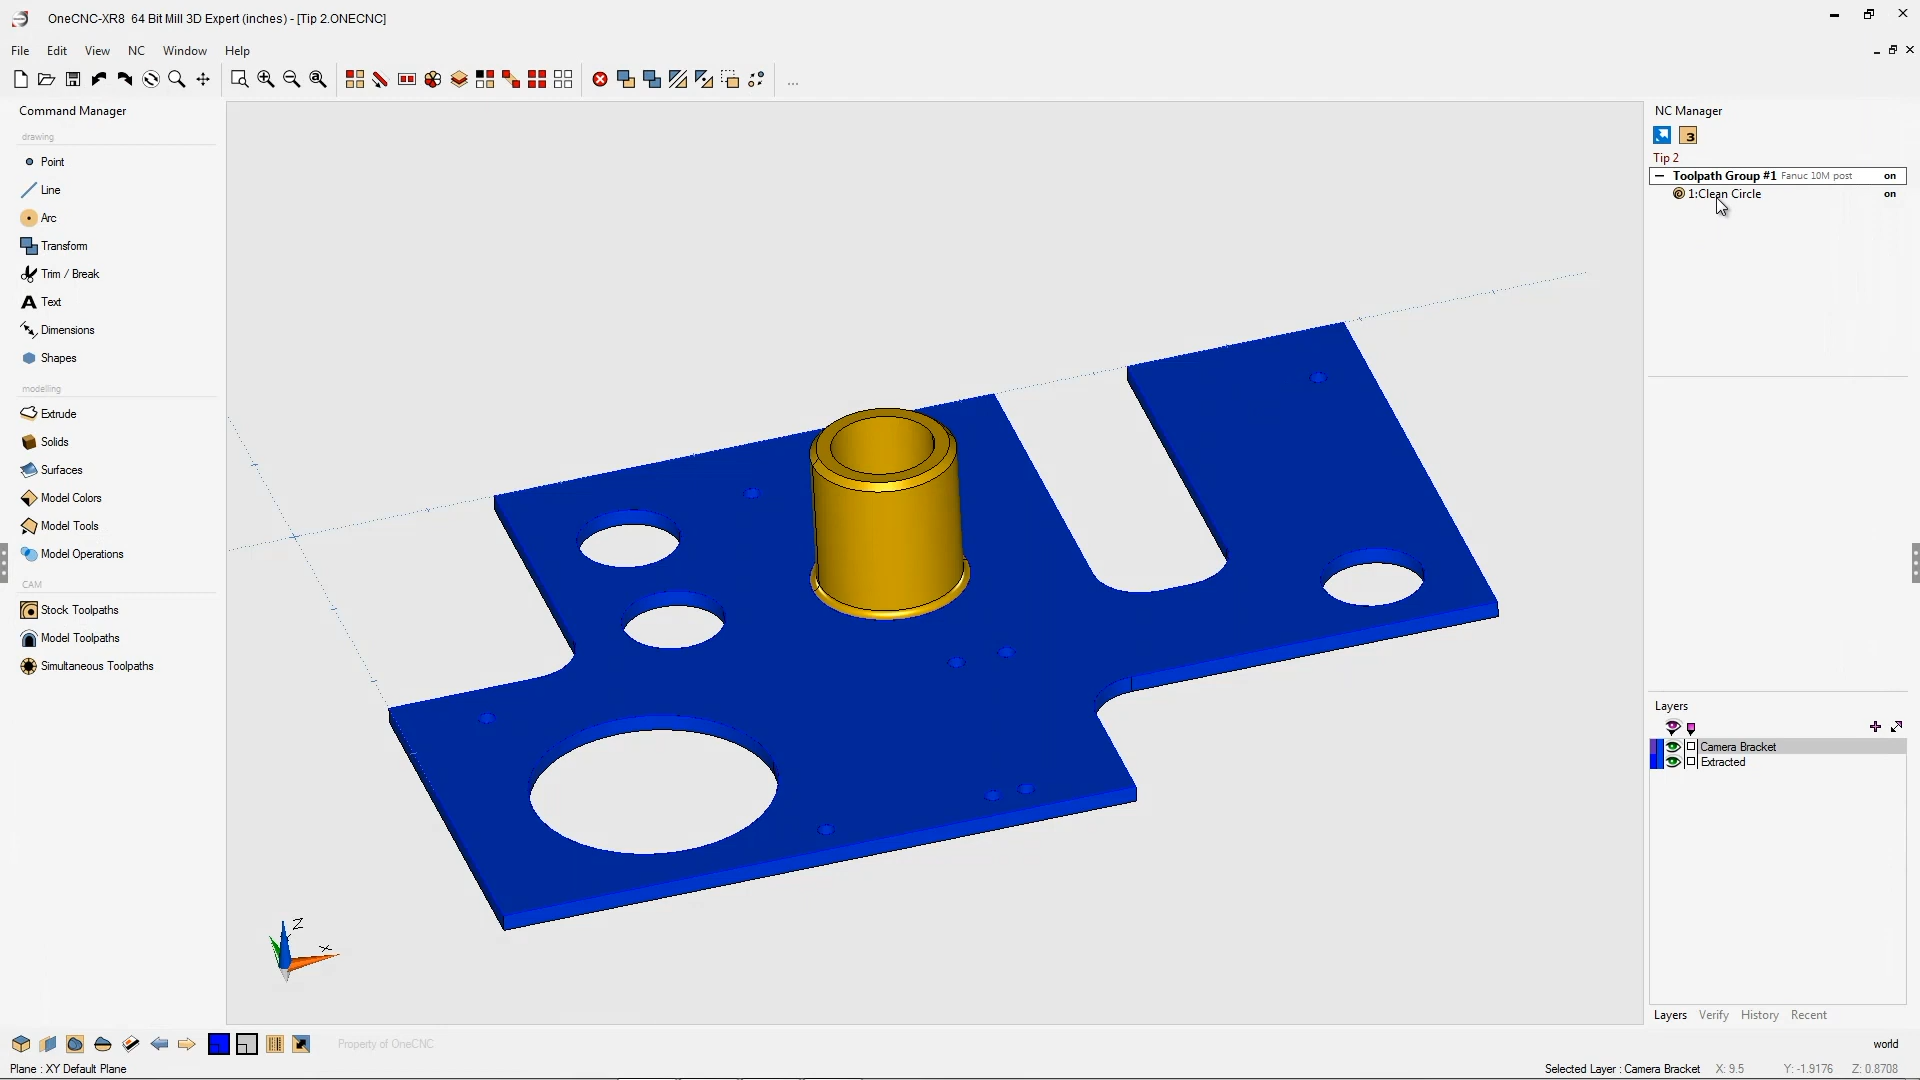 OneCNC-XR8 64 Bit Mill 3D Expert (inches) - [Tip 2.ONECNC]
File Edit View NC Window Help
Command Manager
drawing
Point
Line
Arc
Transform
Trim / Break
A Text
Dimensions
Shapes
modelling
Extrude
Solids
Surfaces
Model Colors
Model Tools
Model Operations
CAM
Stock Toolpaths
Model Toolpaths
Simultaneous Toolpaths
Z
X
NC Manager
3
Tip 2
Toolpath Group #1 Fanuc 10M post on
1:Clean Circle on
Layers
Camera Bracket
Extracted
Layers Verify History Recent
Property of OneCNC
world
Plane : XY Default Plane
Selected Layer : Camera Bracket X: 9.5 Y: -1.9176 Z: 0.8708